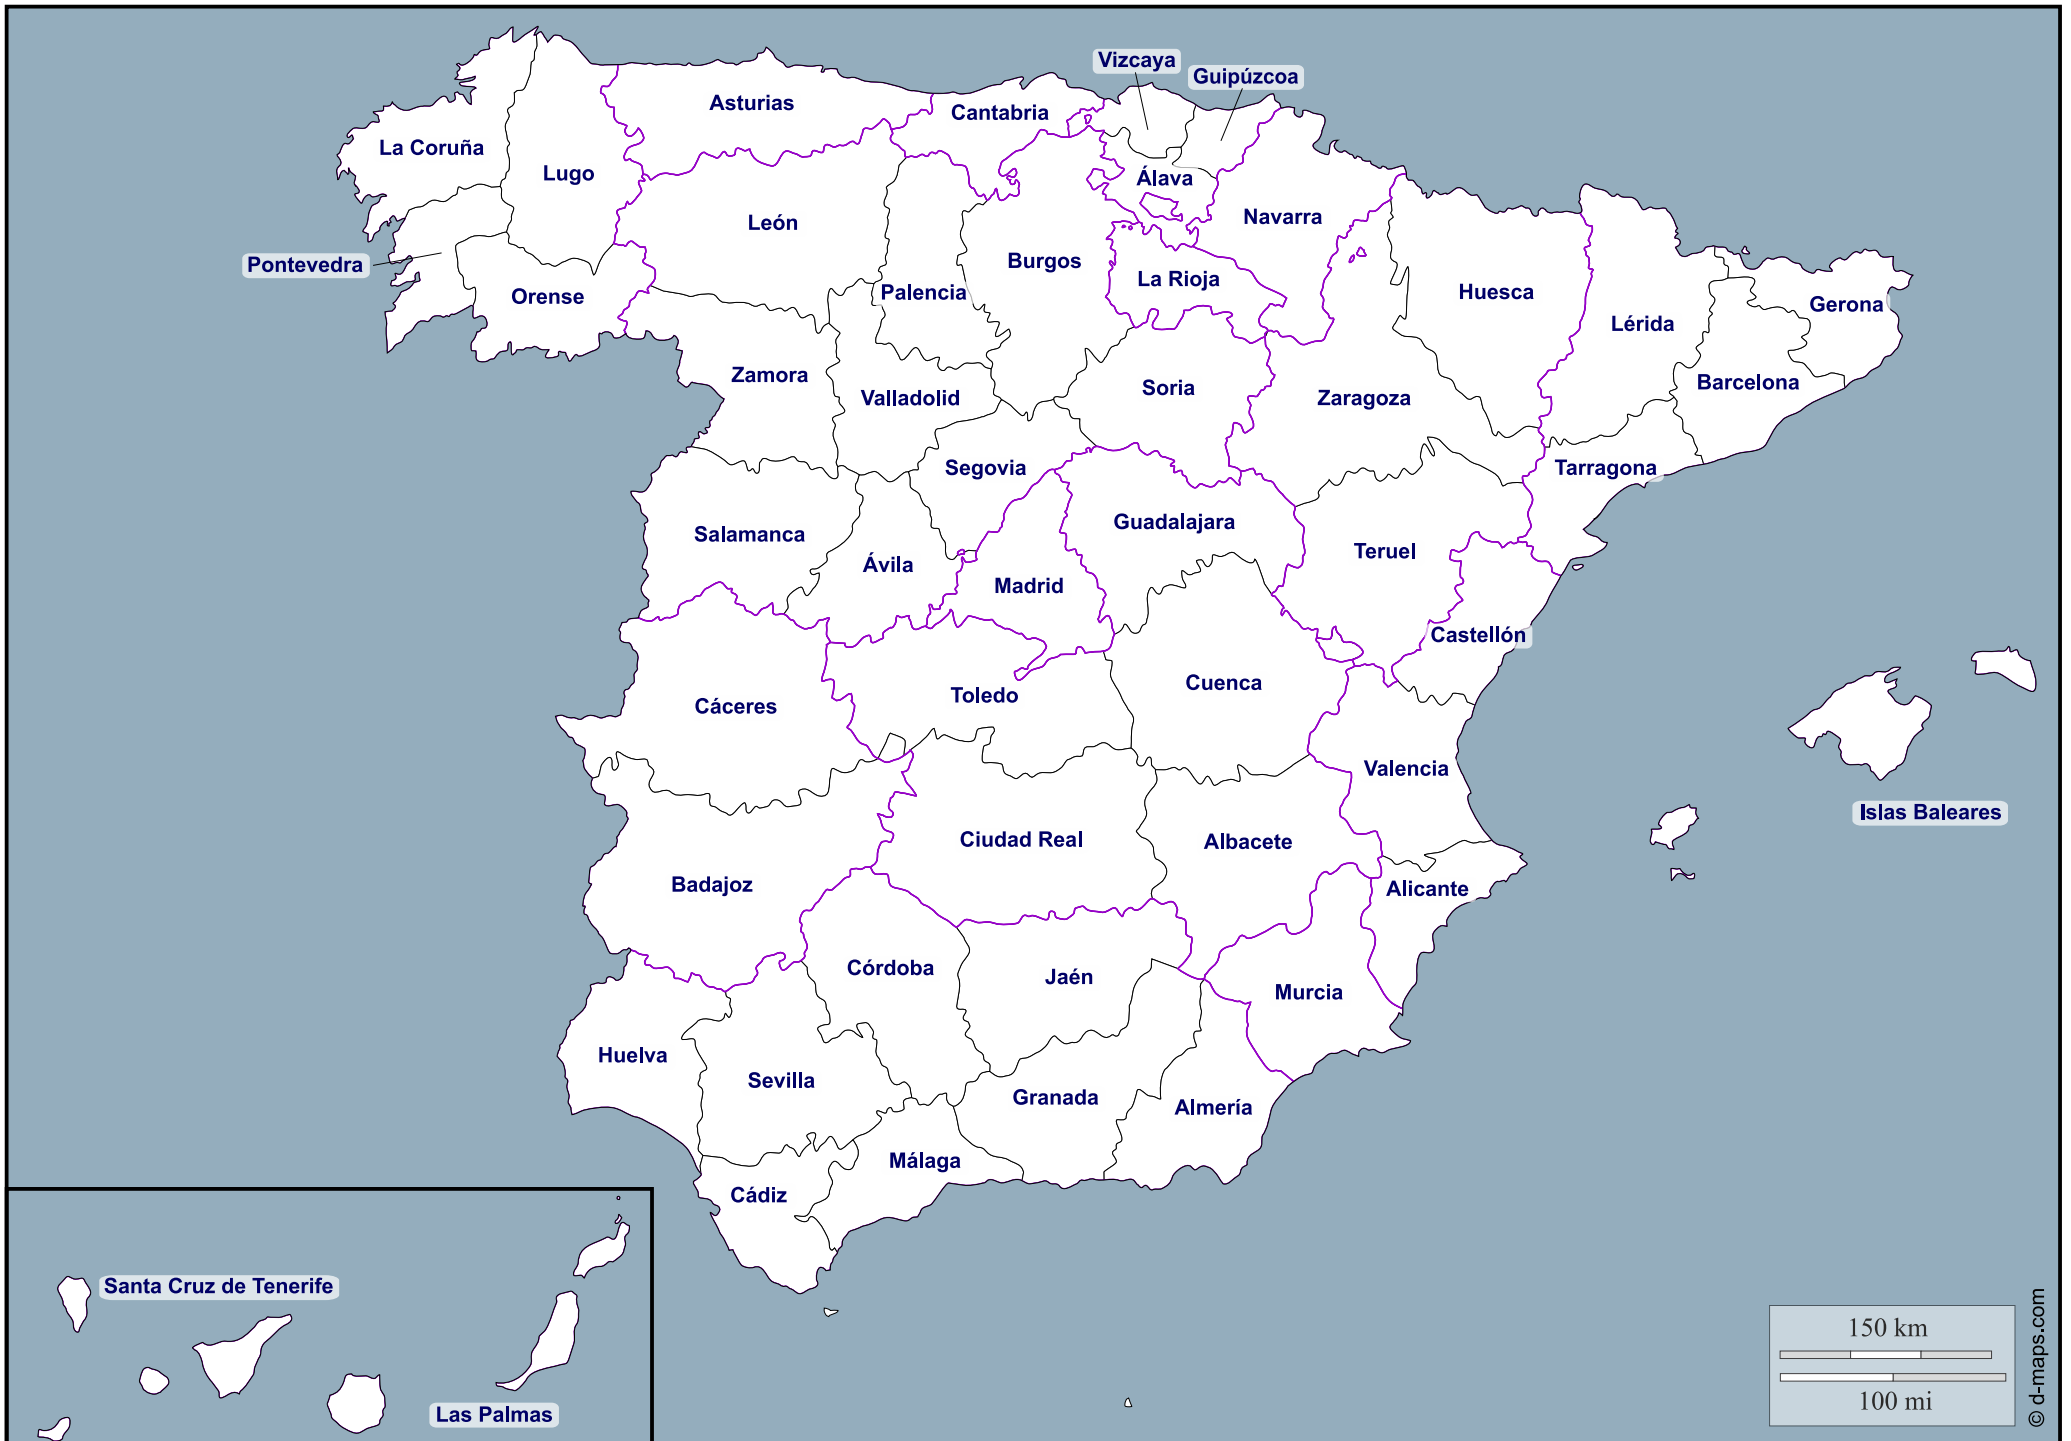 Vizcaya
Guipúzcoa
Asturias
Cantabria
La Coruña
Lugo
Álava
León
Navarra
Pontevedra
Orense
Palencia
Burgos
La Rioja
Huesca
Gerona
Lérida
Zamora
Valladolid
Soria
Zaragoza
Barcelona
Segovia
Tarragona
Salamanca
Guadalajara
Ávila
Teruel
Madrid
Castellón
Cáceres
Toledo
Cuenca
Valencia
Islas Baleares
Ciudad Real
Albacete
Badajoz
Alicante
Córdoba
Jaén
Murcia
Huelva
Sevilla
Granada
Almería
Málaga
Cádiz
Santa Cruz de Tenerife
Las Palmas
150 km
100 mi
© d-maps.com